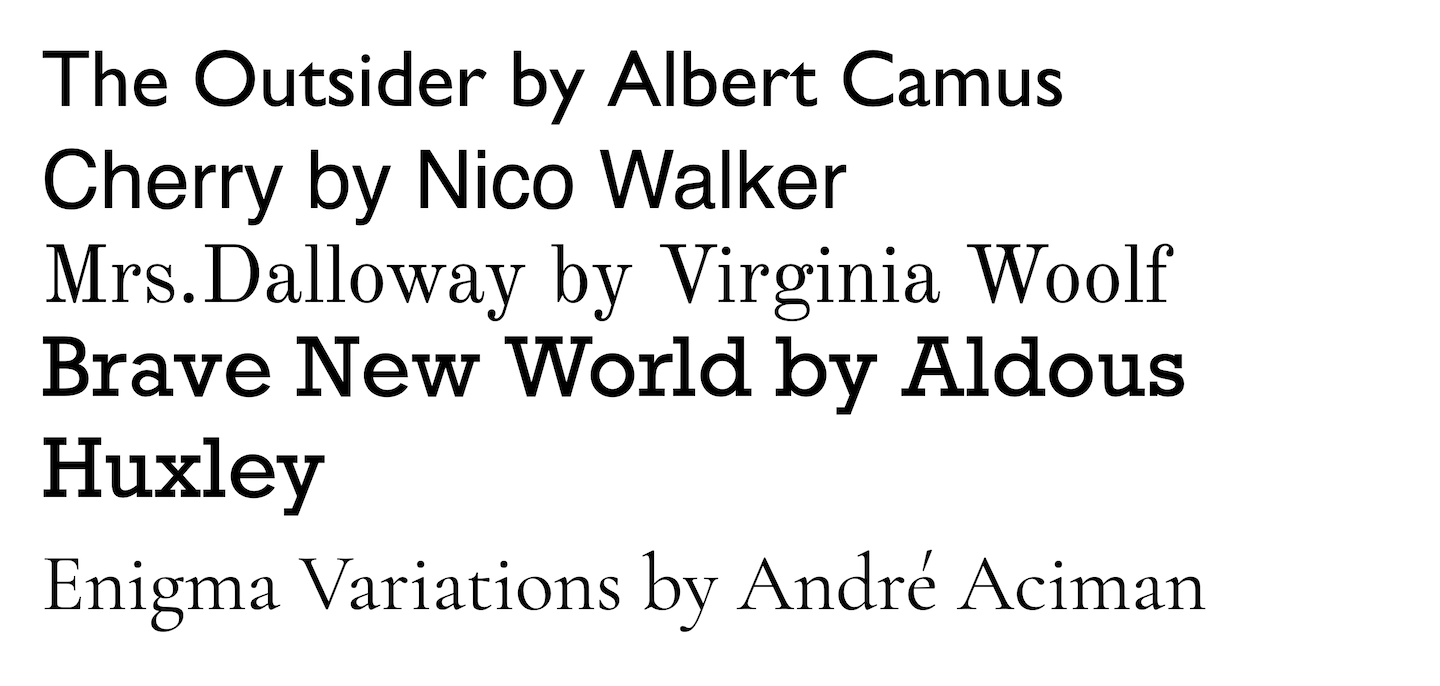 The Outsider by Albert Camus
Cherry by Nico Walker
Mrs.Dalloway by Virginia Woolf
Brave New World by Aldous
Huxley
Enigma Variations by André Aciman